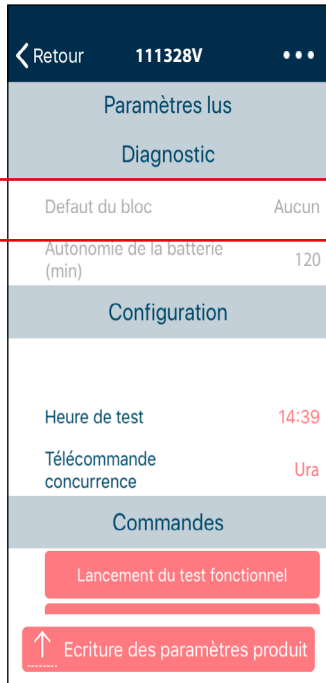 Retour 111328V
Paramètres lus
Diagnostic
Defaut du bloc Aucun
Autonomie de la batterie
(min) 120
Configuration
Heure de test 14:39
Télécommande
concurrence Ura
Commandes
Lancement du test fonctionnel
Ecriture des paramètres produit